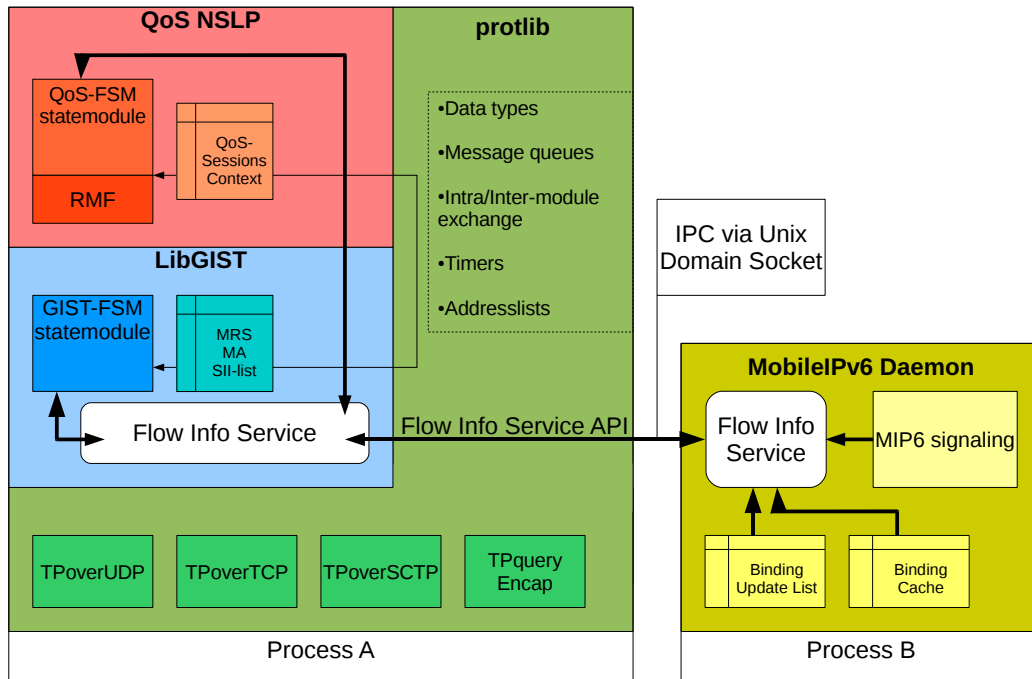 QoS NSLP
protlib
QoS-FSM
statemodule
RMF
QoS-
Sessions
Context
•Data types
•Message queues
•Intra/Inter-module
exchange
•Timers
•Addresslists
IPC via Unix
Domain Socket
LibGIST
GIST-FSM
statemodule
MRS
MA
SII-list
Flow Info Service
Flow Info Service API
MobileIPv6 Daemon
Flow Info
Service
MIP6 signaling
Binding
Update List
Binding
Cache
TPoverUDP
TPoverTCP
TPoverSCTP
TPquery
Encap
Process A
Process B